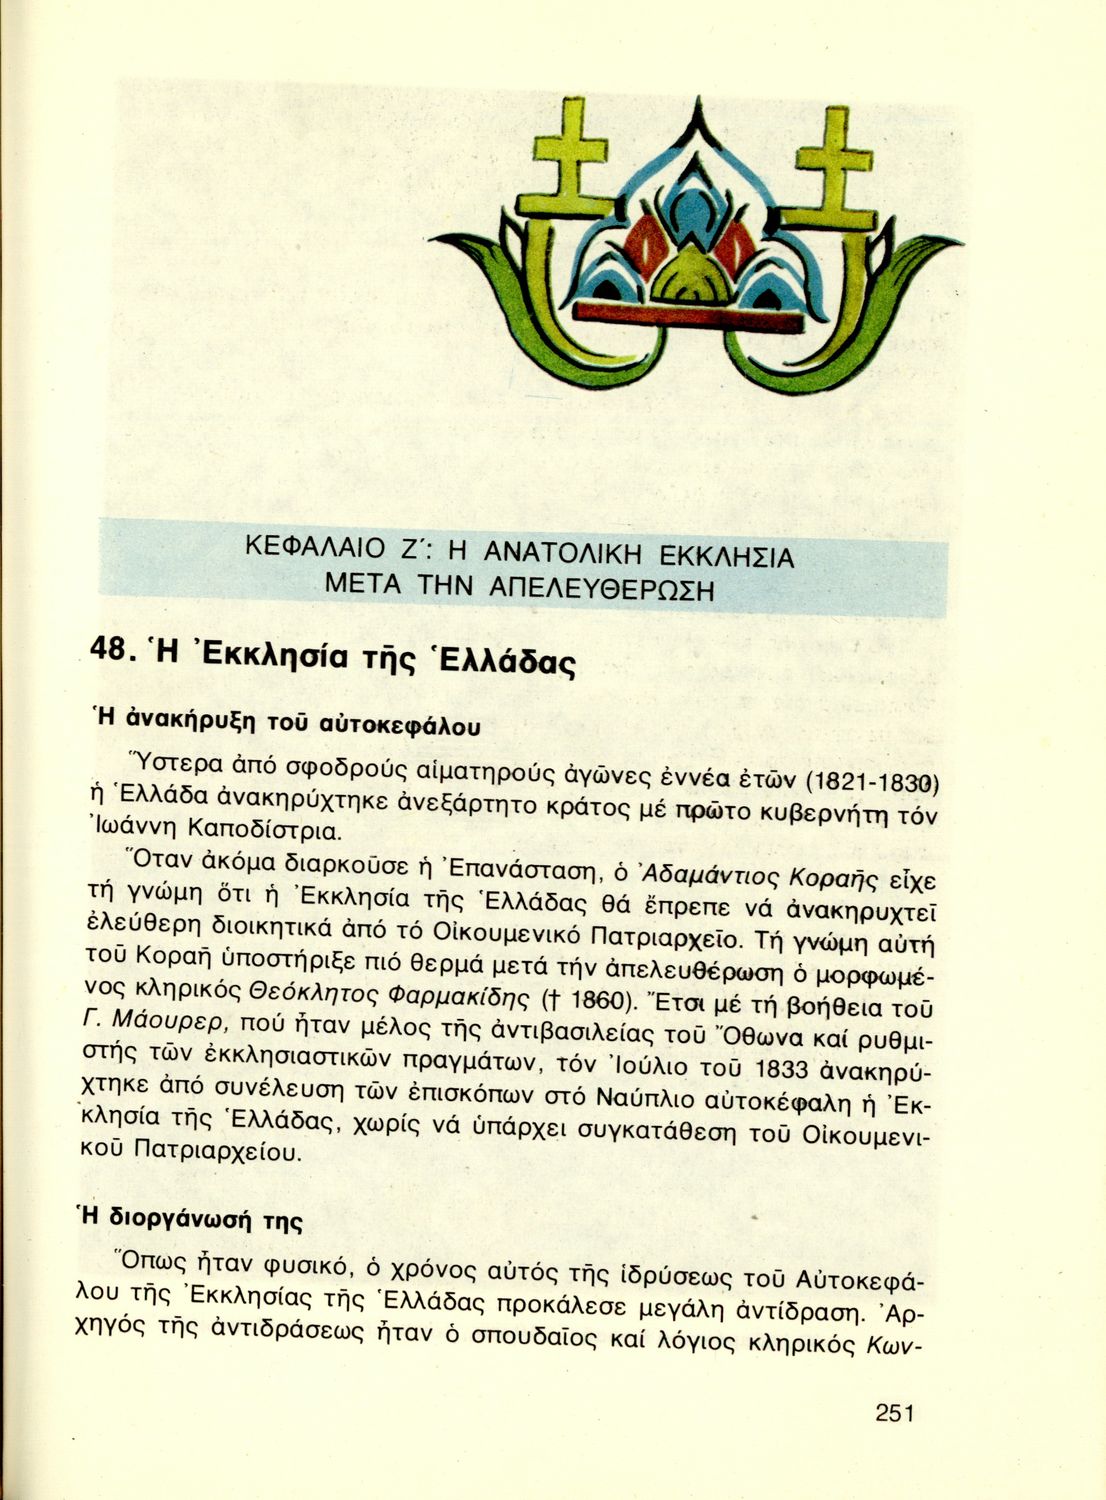 ΚΕΦΑΛΑΙΟ Ζ΄: Η ΑΝΑΤΟΛΙΚΗ ΕΚΚΛΗΣΙΑ
ΜΕΤΑ ΤΗΝ ΑΠΕΛΕΥΘΕΡΩΣΗ
48. Ἡ Ἐκκλησία τῆς Ἑλλάδας
Ἡ ἀνακήρυξη τοῦ αὐτοκεφάλου
Ὕστερα ἀπό σφοδρούς αἱματηρούς ἀγῶνες ἐννέα ἐτῶν (1821-1830)
ἡ Ἑλλάδα ἀνακηρύχτηκε ἀνεξάρτητο κράτος μέ πρῶτο κυβερνήτη τόν
Ἰωάννη Καποδίστρια.
Ὅταν ἀκόμα διαρκοῦσε ἡ Ἐπανάσταση, ὁ Ἀδαμάντιος Κοραῆς εἶχε
τή γνώμη ὅτι ἡ Ἐκκλησία τῆς Ἑλλάδας θά ἔπρεπε νά ἀνακηρυχτεῖ
ἐλεύθερη διοικητικά ἀπό τό Οἰκουμενικό Πατριαρχεῖο. Τή γνώμη αὐτή
τοῦ Κοραῆ ὑποστήριξε πιό θερμά μετά τήν ἀπελευθέρωση ὁ μορφωμέ-
νος κληρικός Θεόκλητος Φαρμακίδης († 1860). Ἔτσι μέ τή βοήθεια τοῦ
Γ. Μάουρερ, πού ἦταν μέλος τῆς ἀντιβασιλείας τοῦ Ὄθωνα καί ρυθμι-
στής τῶν ἐκκλησιαστικῶν πραγμάτων, τόν Ἰούλιο τοῦ 1833 ἀνακηρύ-
χτηκε ἀπό συνέλευση τῶν ἐπισκόπων στό Ναύπλιο αὐτοκέφαλη ἡ Ἐκ-
κλησία τῆς Ἑλλάδας, χωρίς νά ὑπάρχει συγκατάθεση τοῦ Οἰκουμενι-
κοῦ Πατριαρχείου.
Ἡ διοργάνωσή της
Ὅπως ἦταν φυσικό, ὁ χρόνος αὐτός τῆς ἱδρύσεως τοῦ Αὐτοκεφά-
λου τῆς Ἐκκλησίας τῆς Ἑλλάδας προκάλεσε μεγάλη ἀντίδραση. Ἀρ-
χηγός τῆς ἀντιδράσεως ἦταν ὁ σπουδαῖος καί λόγιος κληρικός Κων-
251